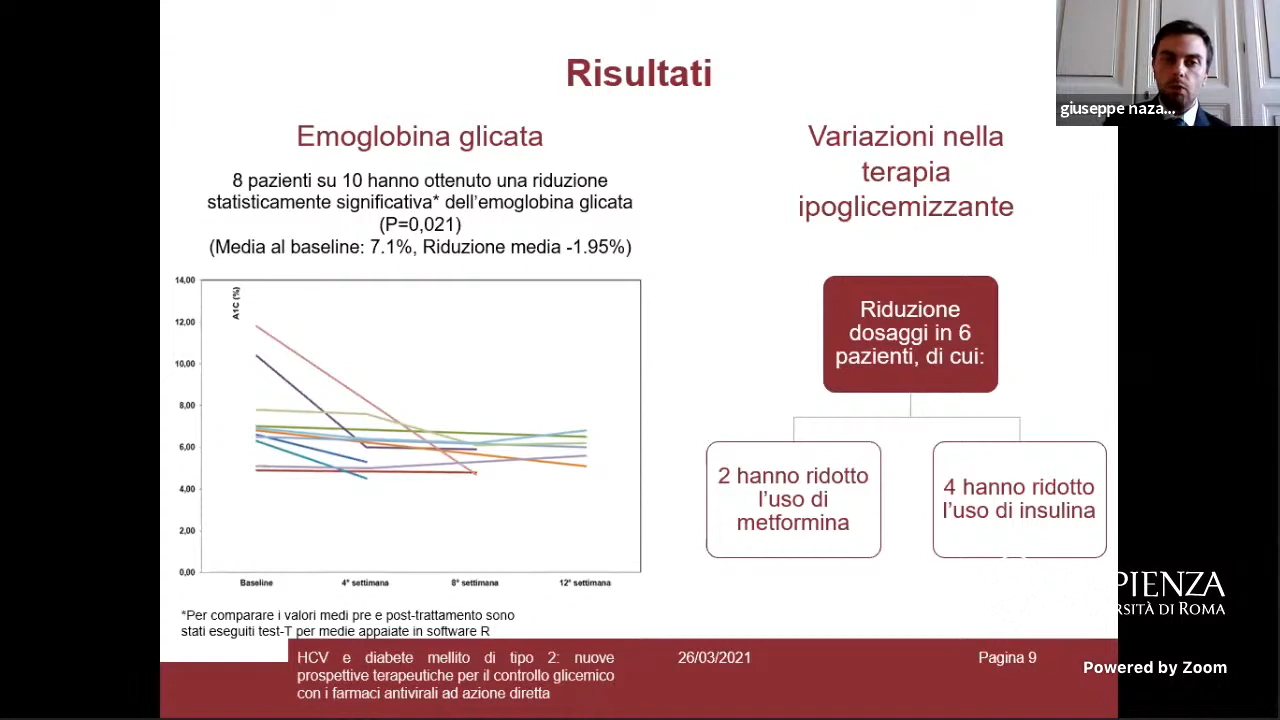 Risultati
giuseppe naza...
Emoglobina glicata
8 pazienti su 10 hanno ottenuto una riduzione
statisticamente significativa* dell'emoglobina glicata
(P=0,021)
(Media al baseline: 7.1%, Riduzione media -1.95%)
14,00
12,00
10,00
8,00
6,00
4,00
2,00
0,00
A1C (%)
Baseline
4° settimana
8° settimana
12° settimana
*Per comparare i valori medi pre e post-trattamento sono
stati eseguiti test-T per medie appaiate in software R
Variazioni nella
terapia
ipoglicemizzante
Riduzione
dosaggi in 6
pazienti, di cui:
2 hanno ridotto
l'uso di
metformina
4 hanno ridotto
l'uso di insulina
PIENZA
RSITÀ DI ROMA
HCV e diabete mellito di tipo 2: nuove
prospettive terapeutiche per il controllo glicemico
con i farmaci antivirali ad azione diretta
26/03/2021
Pagina 9
Powered by Zoom